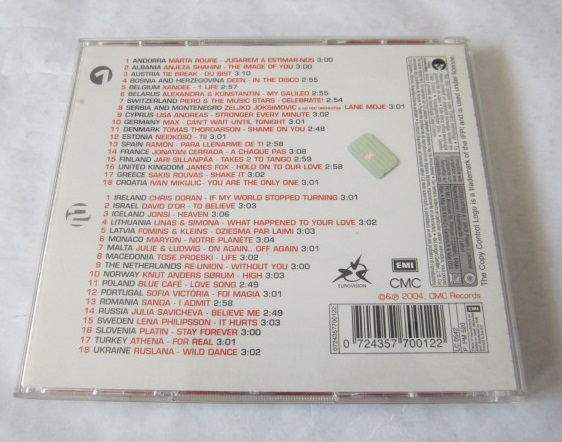 I
1 ANDORRA MARTA ROURE - JUGAREM A ESTIMAR-NOS 3:00
2 ALBANIA ANJEZA SHAHINI - THE IMAGE OF YOU 3:00
3 AUSTRIA TIE BREAK - DU BIST 3:10
4 BOSNIA AND HERZEGOVINA DEEN - IN THE DISCO 2:55
5 BELGIUM XANDEE - 1 LIFE 2:57
6 BELARUS ALEXANDRA & KONSTANTIN - MY GALILEO 2:55
7 SWITZERLAND PIERO & THE MUSIC STARS - CELEBRATE! 2:54
8 SERBIA AND MONTENEGRO ZELJKO JOKSIMOVIC & AD HOC ORCHESTRA LANE MOJE 3:01
9 CYPRUS LISA ANDREAS - STRONGER EVERY MINUTE 3:02
10 GERMANY MAX - CAN'T WAIT UNTIL TONIGHT 3:01
11 DENMARK TOMAS THORDARSON - SHAME ON YOU 2:48
12 ESTONIA NEIOKÕSÕ - TII 3:01
13 SPAIN RAMÓN - PARA LLENARME DE TI 2:58
14 FRANCE JONATAN CERRADA - A CHAQUE PAS 3:08
15 FINLAND JARI SILLANPÄÄ - TAKES 2 TO TANGO 2:59
16 UNITED KINGDOM JAMES FOX - HOLD ON TO OUR LOVE 2:58
17 GREECE SAKIS ROUVAS - SHAKE IT 3:02
18 CROATIA IVAN MIKULIC - YOU ARE THE ONLY ONE 3:01
II
1 IRELAND CHRIS DORAN - IF MY WORLD STOPPED TURNING 3:01
2 ISRAEL DAVID D'OR - TO BELIEVE 3:03
3 ICELAND JONSI - HEAVEN 3:06
4 LITHUANIA LINAS & SIMONA - WHAT HAPPENED TO YOUR LOVE 3:02
5 LATVIA FOMINS & KLEINS - DZIESMA PAR LAIMI 3:03
6 MONACO MARYON - NOTRE PLANÈTE 3:04
7 MALTA JULIE & LUDWIG - ON AGAIN...OFF AGAIN 3:01
8 MACEDONIA TOSE PROESKI - LIFE 3:02
9 THE NETHERLANDS RE-UNION - WITHOUT YOU 3:00
10 NORWAY KNUT ANDERS SØRUM - HIGH 3:03
11 POLAND BLUE CAFÉ - LOVE SONG 2:49
12 PORTUGAL SOFIA VICTÓRIA - FOI MAGIA 3:01
13 ROMANIA SANDA - I ADMIT 2:58
14 RUSSIA JULIA SAVICHEVA - BELIEVE ME 2:49
15 SWEDEN LENA PHILIPSSON - IT HURTS 3:03
16 SLOVENIA PLATIN - STAY FOREVER 3:00
17 TURKEY ATHENA - FOR REAL 3:01
18 UKRAINE RUSLANA - WILD DANCE 3:02
EUROVISION
EMI
CMC
©&℗ 2004, CMC Records
0724357700122
0 724357 700122
LC 0542
F: PM 520
EMI
The Copy Control Logo is a trademark of the IFPI and is used under licence.